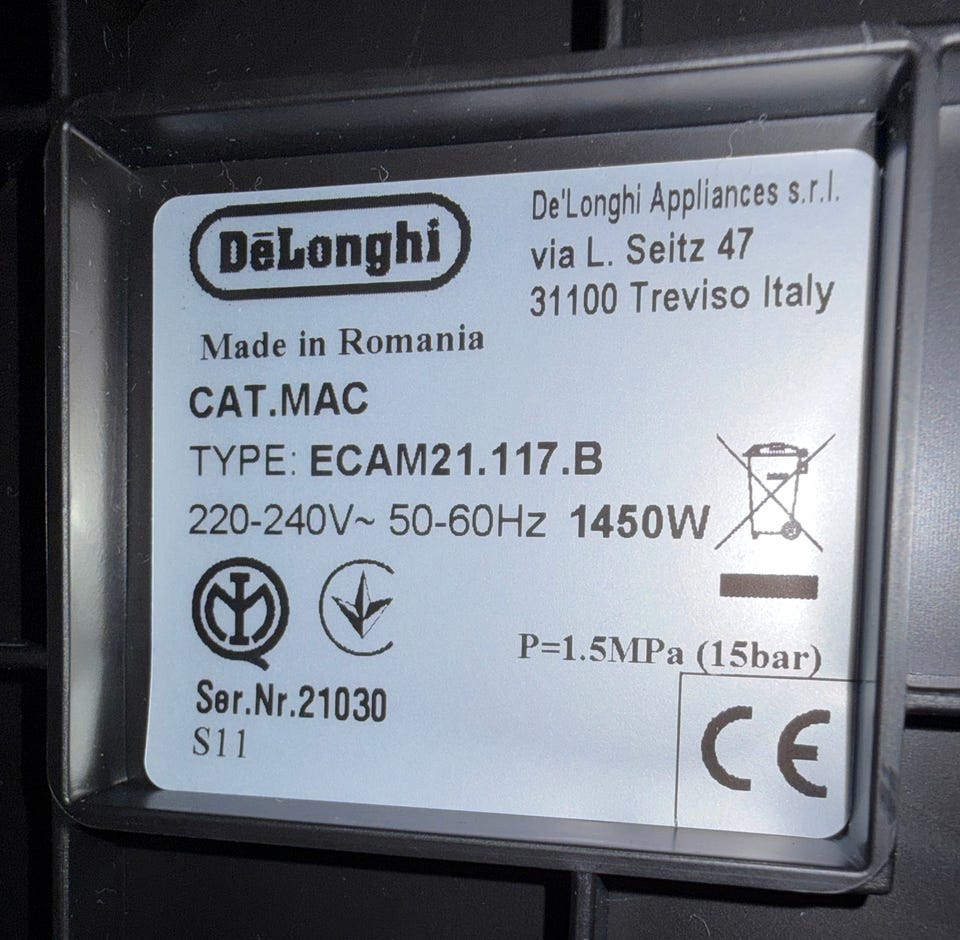 DēLonghi
De'Longhi Appliances s.r.l.
via L. Seitz 47
31100 Treviso Italy
Made in Romania
CAT.MAC
TYPE: ECAM21.117.B
220-240V~ 50-60Hz 1450W
P=1.5MPa (15bar)
Ser.Nr.21030
S11
CE